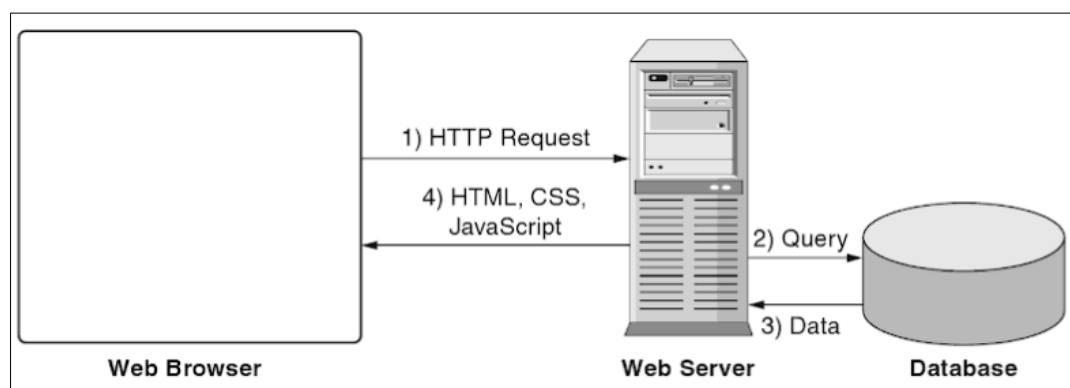 1) HTTP Request
4) HTML, CSS,
JavaScript
2) Query
3) Data
Web Browser
Web Server
Database